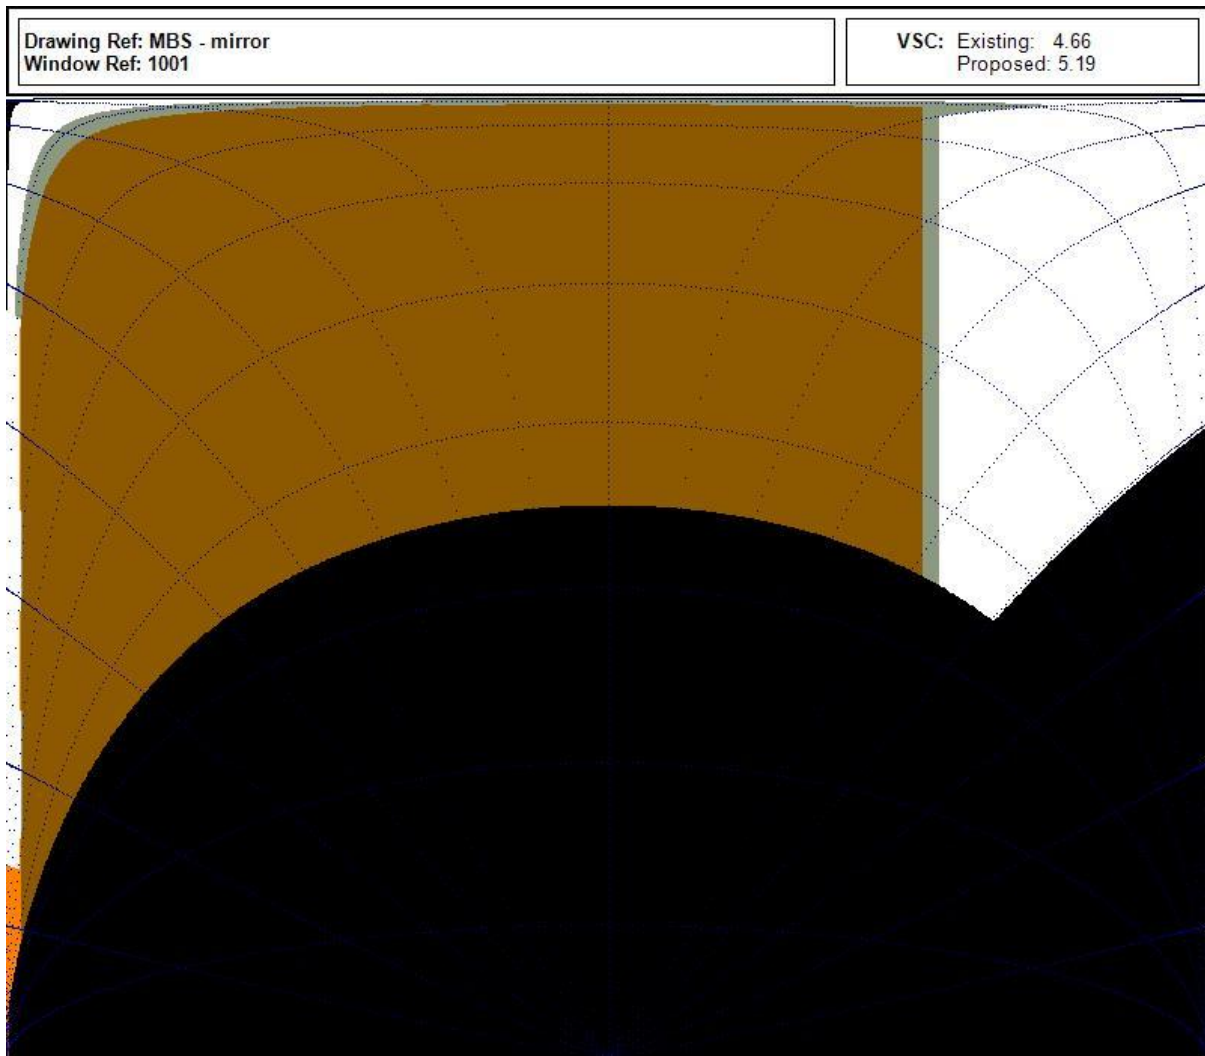 Drawing Ref: MBS - mirror
Window Ref: 1001
VSC: Existing: 4.66
Proposed: 5.19